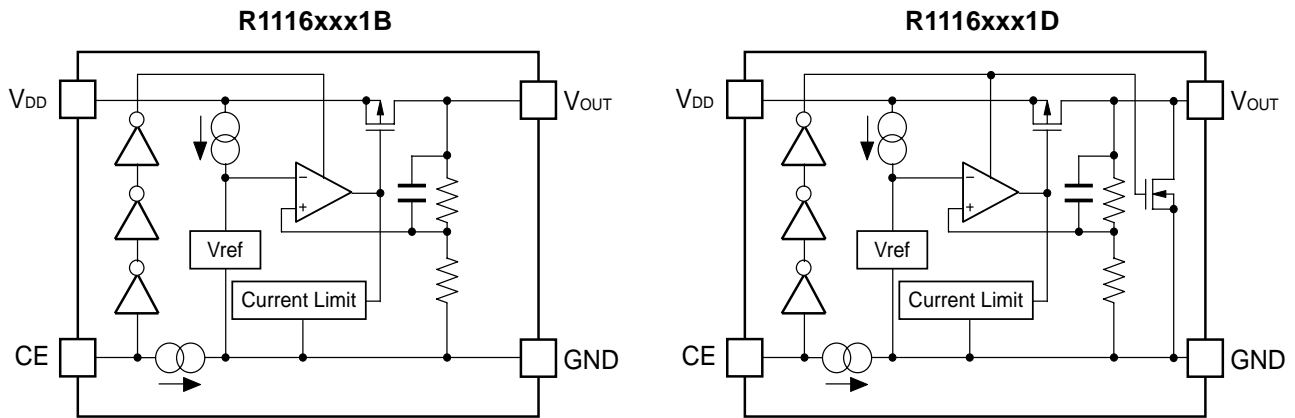 R1116xxx1B
VDD
VOUT
−
+
Vref
Current Limit
CE
GND
R1116xxx1D
VDD
VOUT
−
+
Vref
Current Limit
CE
GND